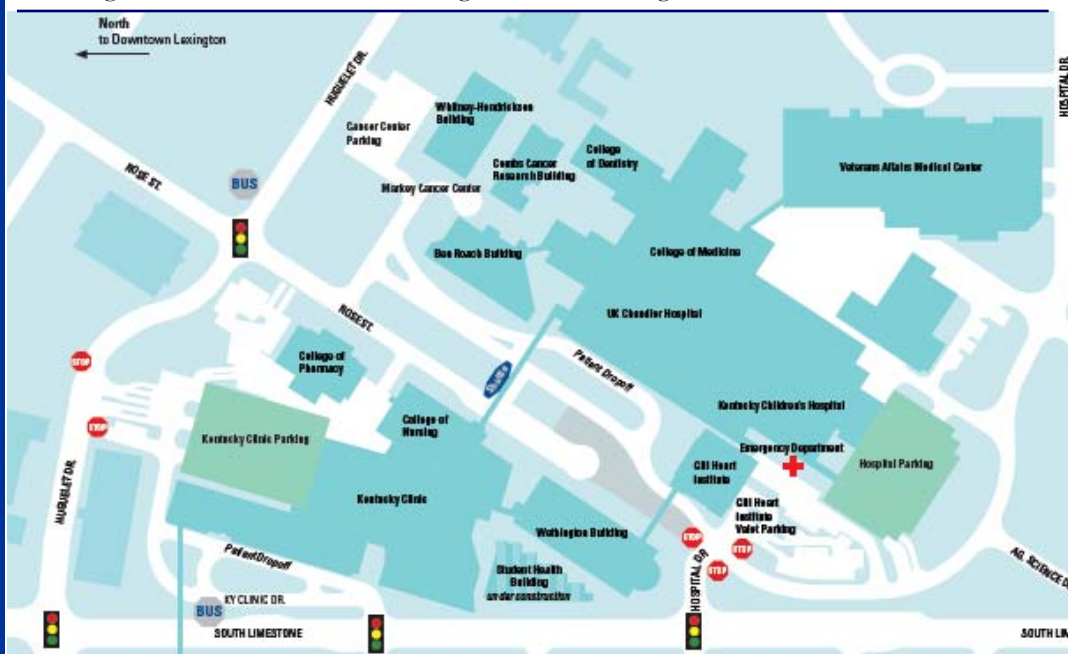 North
to Downtown Lexington
HUGUELET DR.
HOSPITAL DR.
Whitney-Hendrickson
Building
Cancer Center
Parking
College
of Dentistry
Combs Cancer
Research Building
Veterans Affairs Medical Center
ROSE ST.
BUS
Markey Cancer Center
Ben Roach Building
College of Medicine
ROSE ST.
UK Chandler Hospital
College of
Pharmacy
STOP
Patient Dropoff
Shuttle
Kentucky Children's Hospital
College of
Nursing
STOP
Kentucky Clinic Parking
Emergency Department
Hospital Parking
Gill Heart
Institute
HUGUELET DR.
Kentucky Clinic
Gill Heart
Institute
Valet Parking
Wethington Building
STOP
STOP
Patient Dropoff
Student Health
Building
under construction
STOP
HOSPITAL DR
AG. SCIENCE D
KY CLINIC DR.
BUS
SOUTH LIMESTONE
SOUTH LIM